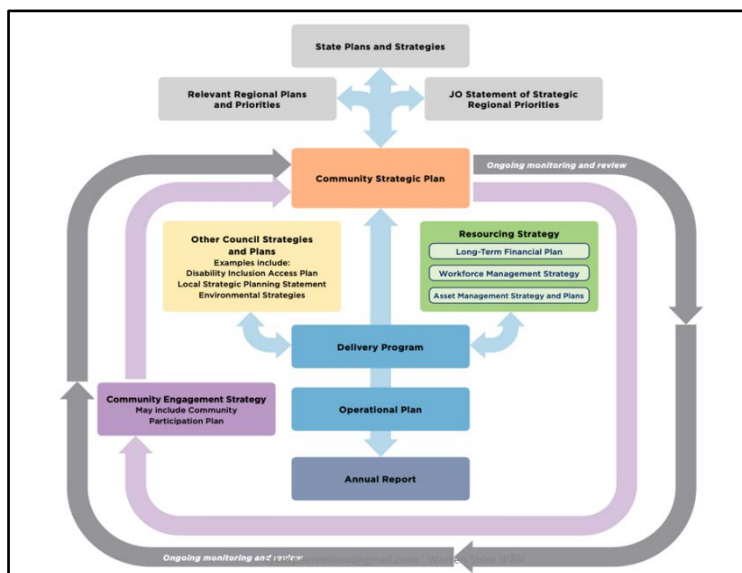 State Plans and Strategies
Relevant Regional Plans
and Priorities
JO Statement of Strategic
Regional Priorities
Ongoing monitoring and review
Community Strategic Plan
Other Council Strategies
and Plans
Examples include:
Disability Inclusion Access Plan
Local Strategic Planning Statement
Environmental Strategies
Resourcing Strategy
Long-Term Financial Plan
Workforce Management Strategy
Asset Management Strategy and Plans
Delivery Program
Community Engagement Strategy
May include Community
Participation Plan
Operational Plan
Annual Report
Ongoing monitoring and review